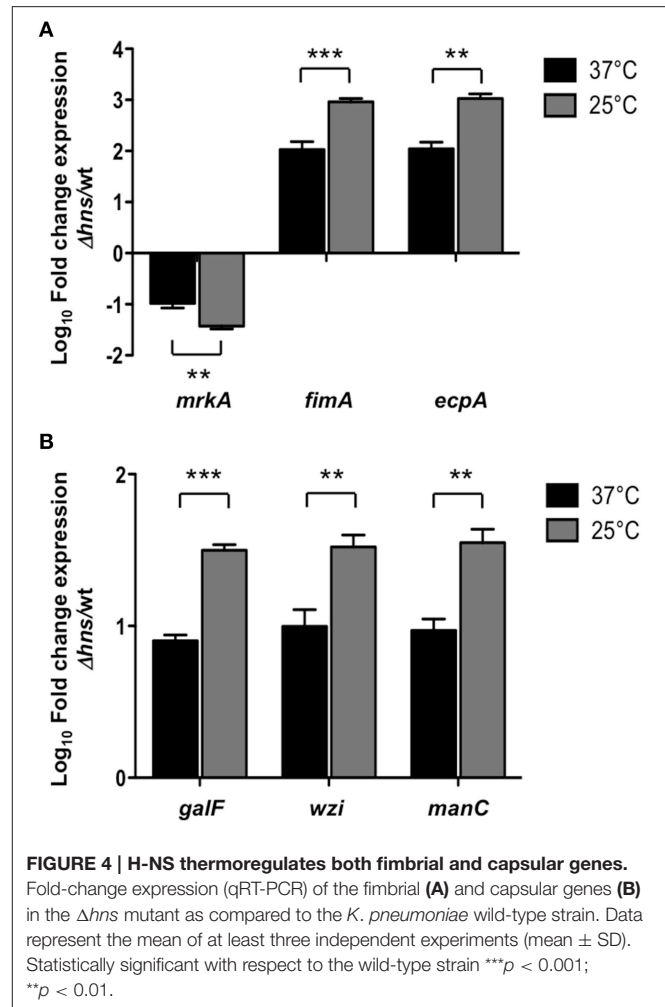 A
Log10 Fold change expression
Δhns/wt
4
3
2
1
0
-1
-2
***
**
**
37°C
25°C
mrkA fimA ecpA
B
Log10 Fold change expression
Δhns/wt
2
1
0
***
**
**
37°C
25°C
galF wzi manC
FIGURE 4 | H-NS thermoregulates both fimbrial and capsular genes.
Fold-change expression (qRT-PCR) of the fimbrial (A) and capsular genes (B)
in the Δhns mutant as compared to the K. pneumoniae wild-type strain. Data
represent the mean of at least three independent experiments (mean ± SD).
Statistically significant with respect to the wild-type strain ***p < 0.001;
**p < 0.01.